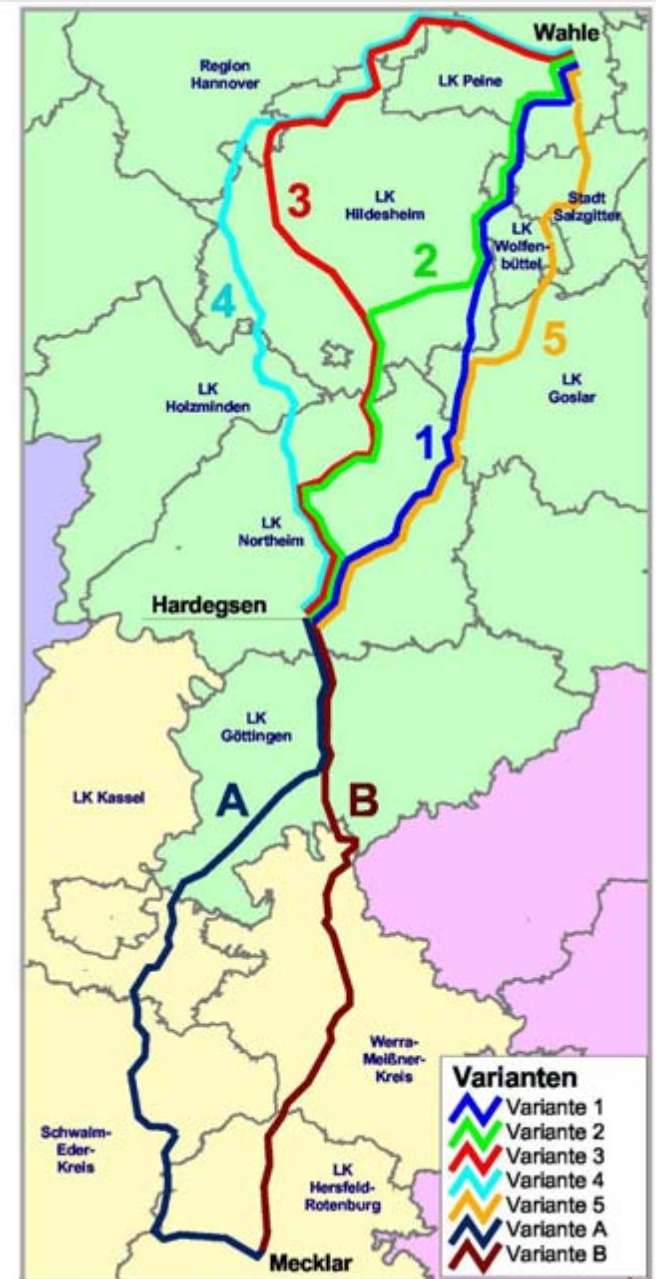 Wahle
Region
Hannover
LK Peine
3
LK
Hildesheim
Stadt
Salzgitter
LK
Wolfen-
büttel
2
4
5
LK
Goslar
LK
Holzminden
1
LK
Northeim
Hardegsen
LK
Göttingen
LK Kassel
A
B
Werra-
Meißner-
Kreis
Schwalm-
Eder-
Kreis
LK
Hersfeld-
Rotenburg
Mecklar
Varianten
Variante 1
Variante 2
Variante 3
Variante 4
Variante 5
Variante A
Variante B